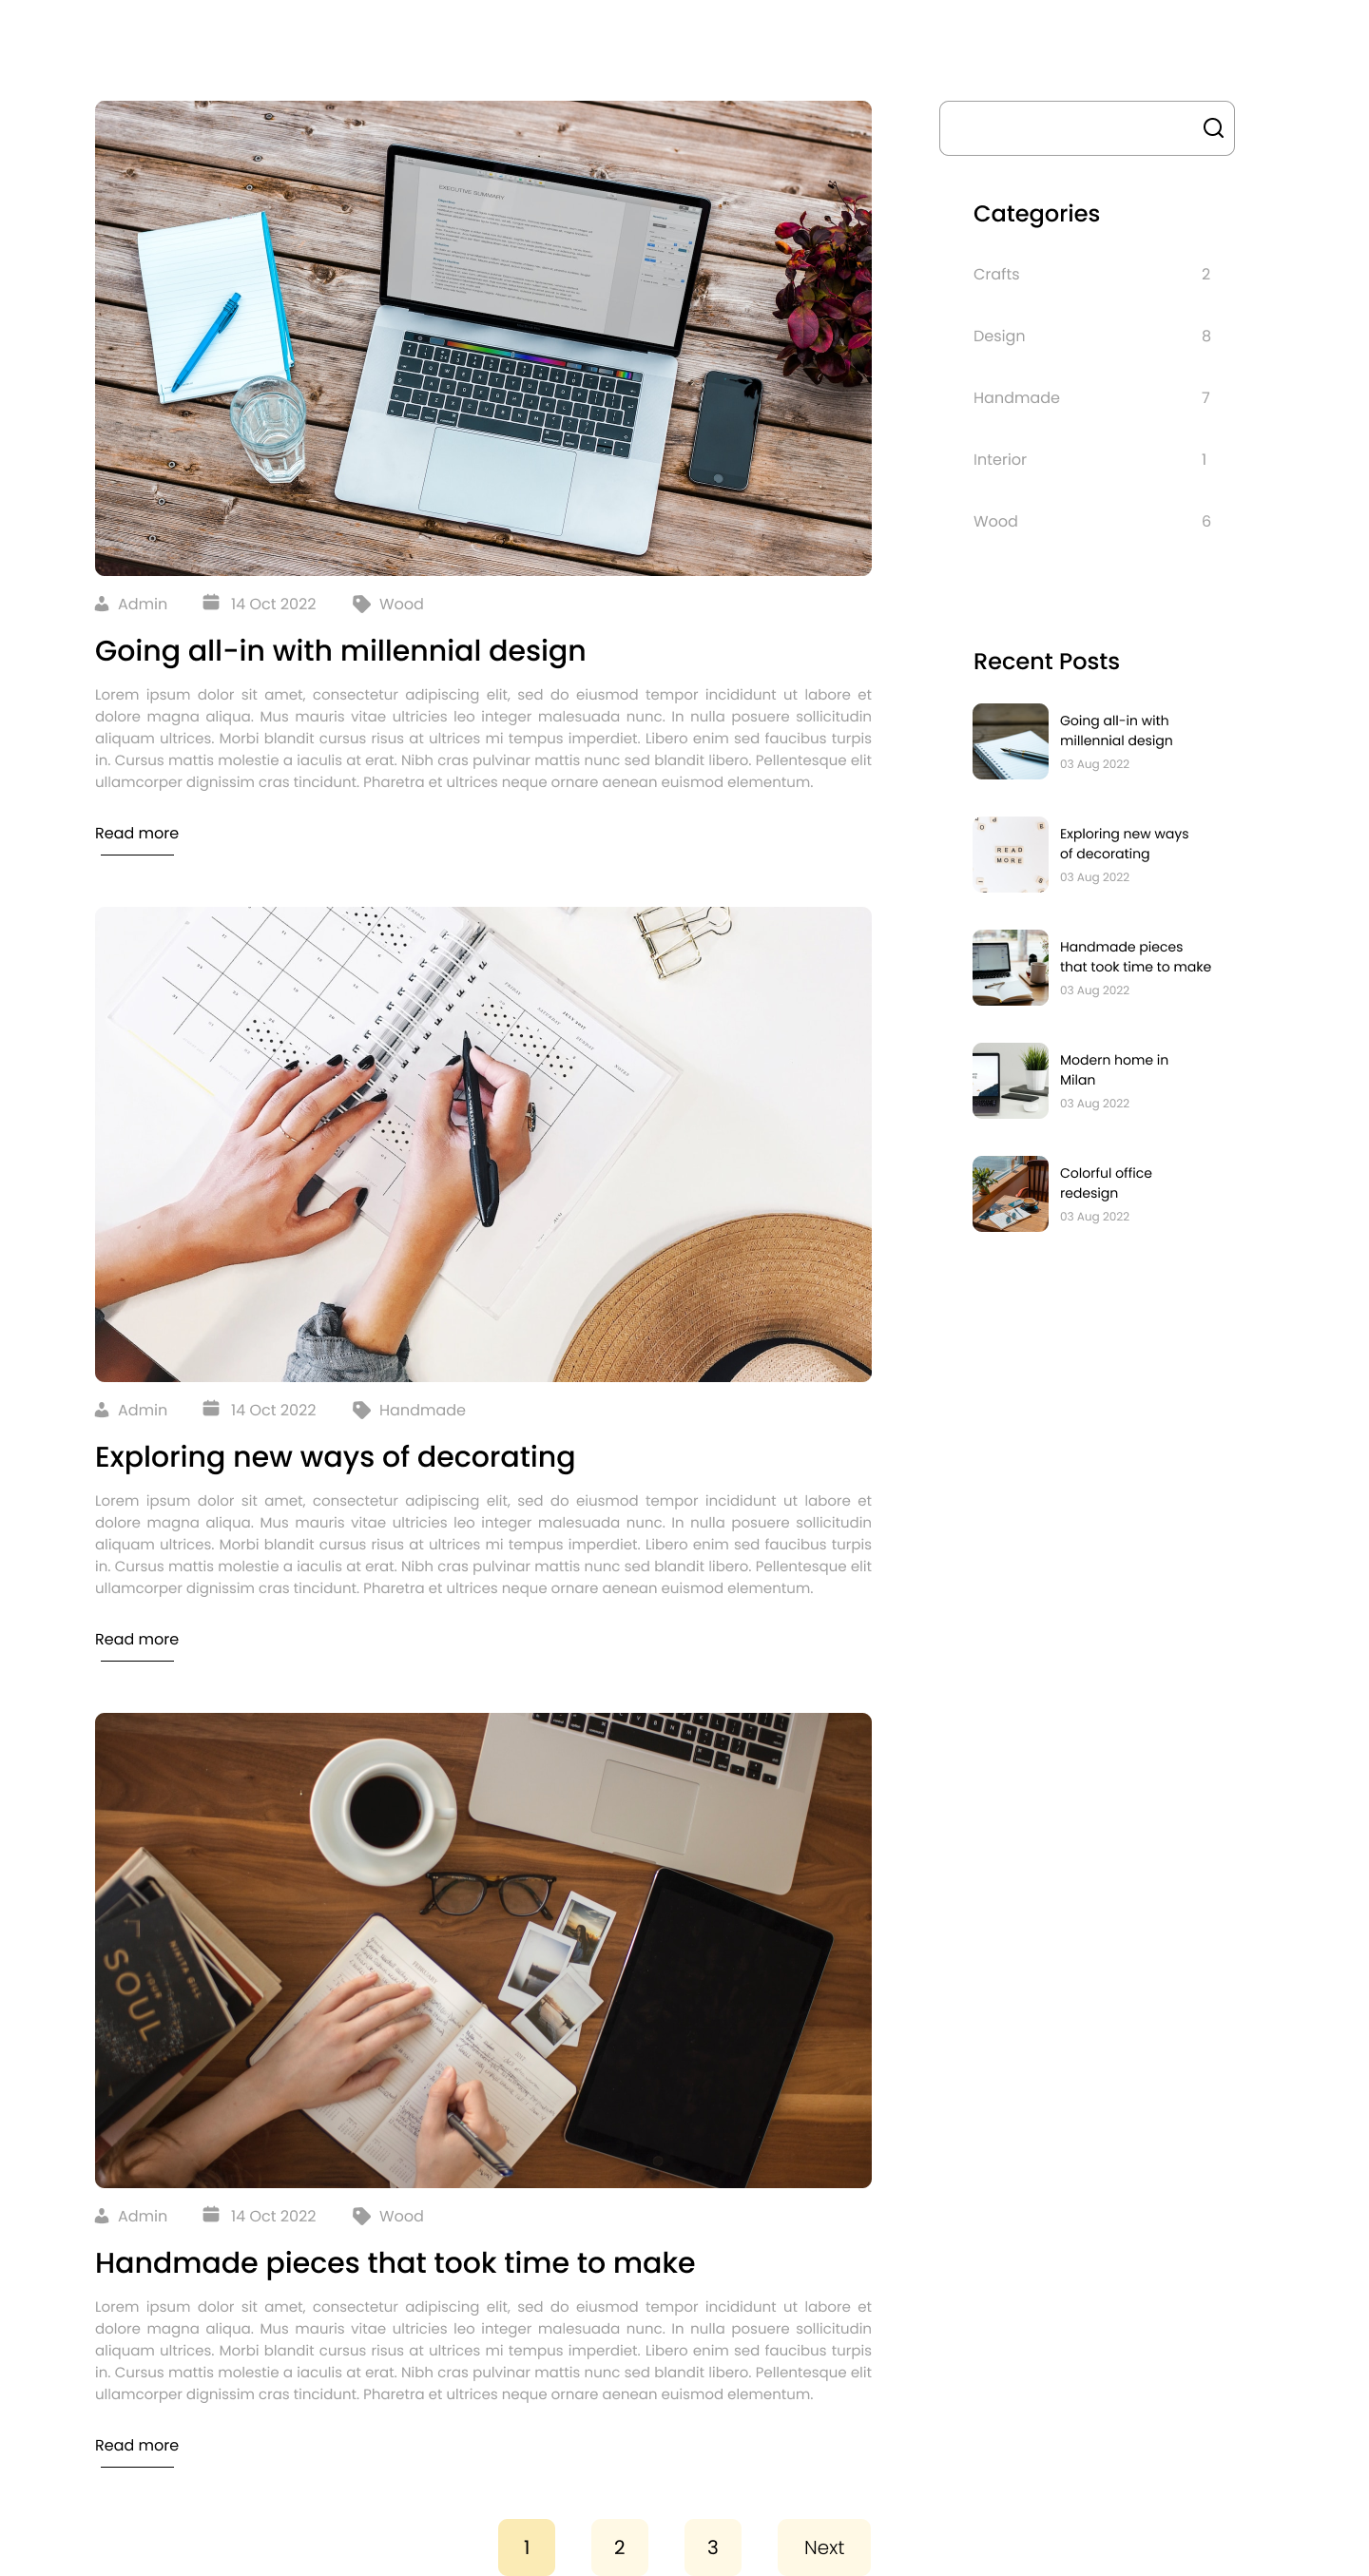 EXECUTIVE SUMMARY
Categories
Crafts 2
Design 8
Handmade 7
Interior 1
Wood 6
Admin 14 Oct 2022 Wood
Going all-in with millennial design
Lorem ipsum dolor sit amet, consectetur adipiscing elit, sed do eiusmod tempor incididunt ut labore et
dolore magna aliqua. Mus mauris vitae ultricies leo integer malesuada nunc. In nulla posuere sollicitudin
aliquam ultrices. Morbi blandit cursus risus at ultrices mi tempus imperdiet. Libero enim sed faucibus turpis
in. Cursus mattis molestie a iaculis at erat. Nibh cras pulvinar mattis nunc sed blandit libero. Pellentesque elit
ullamcorper dignissim cras tincidunt. Pharetra et ultrices neque ornare aenean euismod elementum.
Read more
Recent Posts
Going all-in with
millennial design
03 Aug 2022
READ
MORE
Exploring new ways
of decorating
03 Aug 2022
Handmade pieces
that took time to make
03 Aug 2022
Modern home in
Milan
03 Aug 2022
Colorful office
redesign
03 Aug 2022
JULY 2017
NOTES
Admin 14 Oct 2022 Handmade
Exploring new ways of decorating
Lorem ipsum dolor sit amet, consectetur adipiscing elit, sed do eiusmod tempor incididunt ut labore et
dolore magna aliqua. Mus mauris vitae ultricies leo integer malesuada nunc. In nulla posuere sollicitudin
aliquam ultrices. Morbi blandit cursus risus at ultrices mi tempus imperdiet. Libero enim sed faucibus turpis
in. Cursus mattis molestie a iaculis at erat. Nibh cras pulvinar mattis nunc sed blandit libero. Pellentesque elit
ullamcorper dignissim cras tincidunt. Pharetra et ultrices neque ornare aenean euismod elementum.
Read more
NIKITA GILL
YOUR
SOUL
Admin 14 Oct 2022 Wood
Handmade pieces that took time to make
Lorem ipsum dolor sit amet, consectetur adipiscing elit, sed do eiusmod tempor incididunt ut labore et
dolore magna aliqua. Mus mauris vitae ultricies leo integer malesuada nunc. In nulla posuere sollicitudin
aliquam ultrices. Morbi blandit cursus risus at ultrices mi tempus imperdiet. Libero enim sed faucibus turpis
in. Cursus mattis molestie a iaculis at erat. Nibh cras pulvinar mattis nunc sed blandit libero. Pellentesque elit
ullamcorper dignissim cras tincidunt. Pharetra et ultrices neque ornare aenean euismod elementum.
Read more
1 2 3 Next